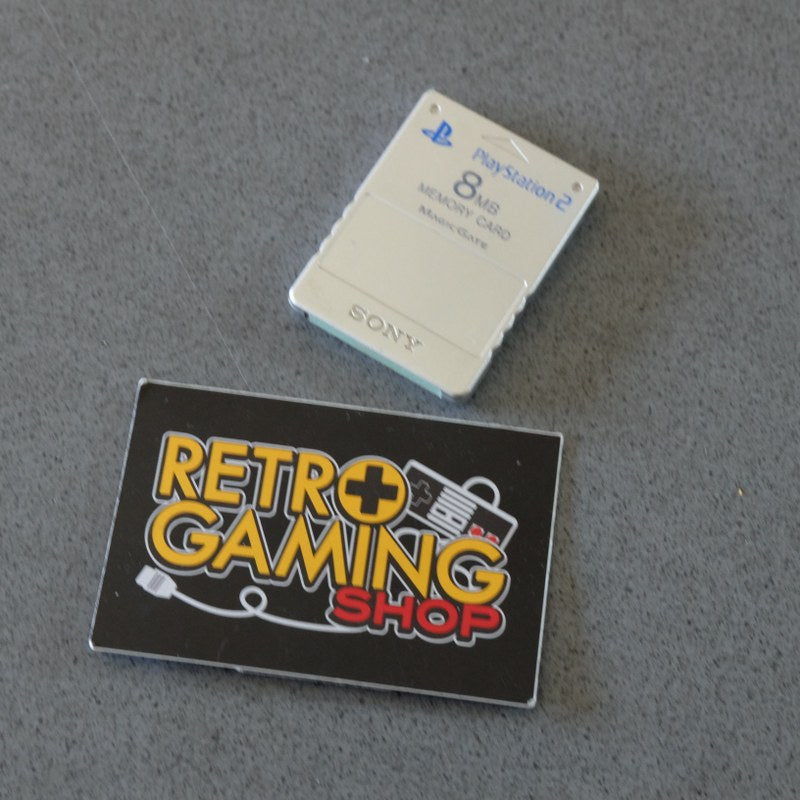 PlayStation 2
8MB
MEMORY CARD
MagicGate
SONY
RETRO
GAMING
SHOP